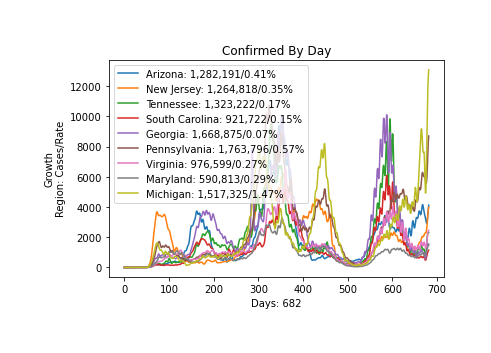 Confirmed By Day
Growth
Region: Cases/Rate
12000
10000
8000
6000
4000
2000
0
Arizona: 1,282,191/0.41%
New Jersey: 1,264,818/0.35%
Tennessee: 1,323,222/0.17%
South Carolina: 921,722/0.15%
Georgia: 1,668,875/0.07%
Pennsylvania: 1,763,796/0.57%
Virginia: 976,599/0.27%
Maryland: 590,813/0.29%
Michigan: 1,517,325/1.47%
0 100 200 300 400 500 600 700
Days: 682